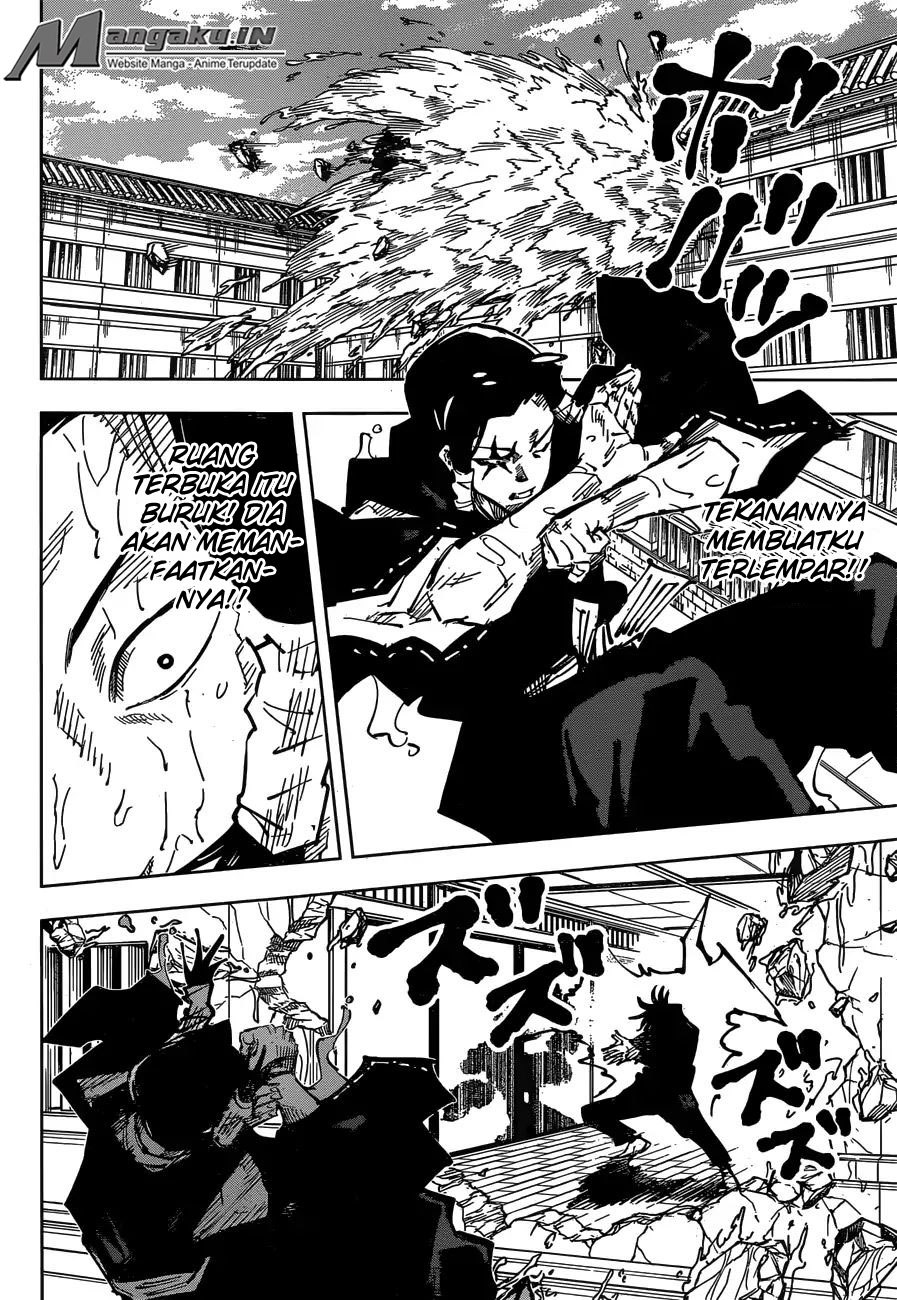 Mangaku.in
Website Manga - Anime Terupdate
ボ
バッ
TEKANANNYA
MEMBUATKU
TERLEMPAR!!
RUANG
TERBUKA ITU
BURUK! DIA
AKAN MEMAN-
FAATKAN-
NYA!!
ズズ
ズズズ